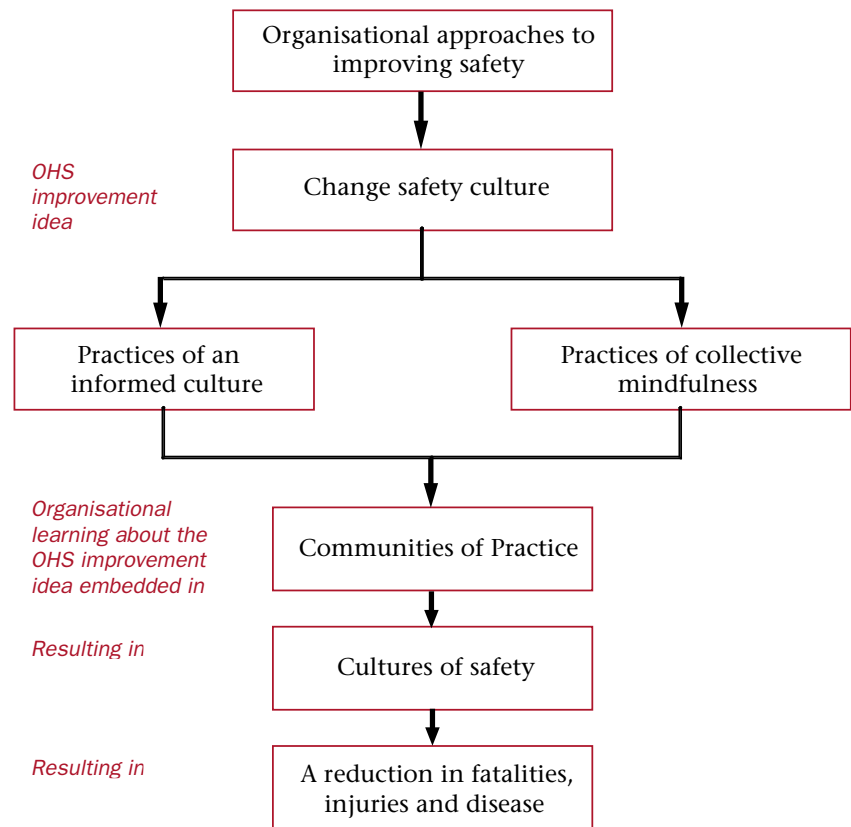 Organisational approaches to
improving safety
OHS
improvement
idea
Change safety culture
Practices of an
informed culture
Practices of collective
mindfulness
Organisational
learning about the
OHS improvement
idea embedded in
Communities of Practice
Resulting in
Cultures of safety
Resulting in
A reduction in fatalities,
injuries and disease